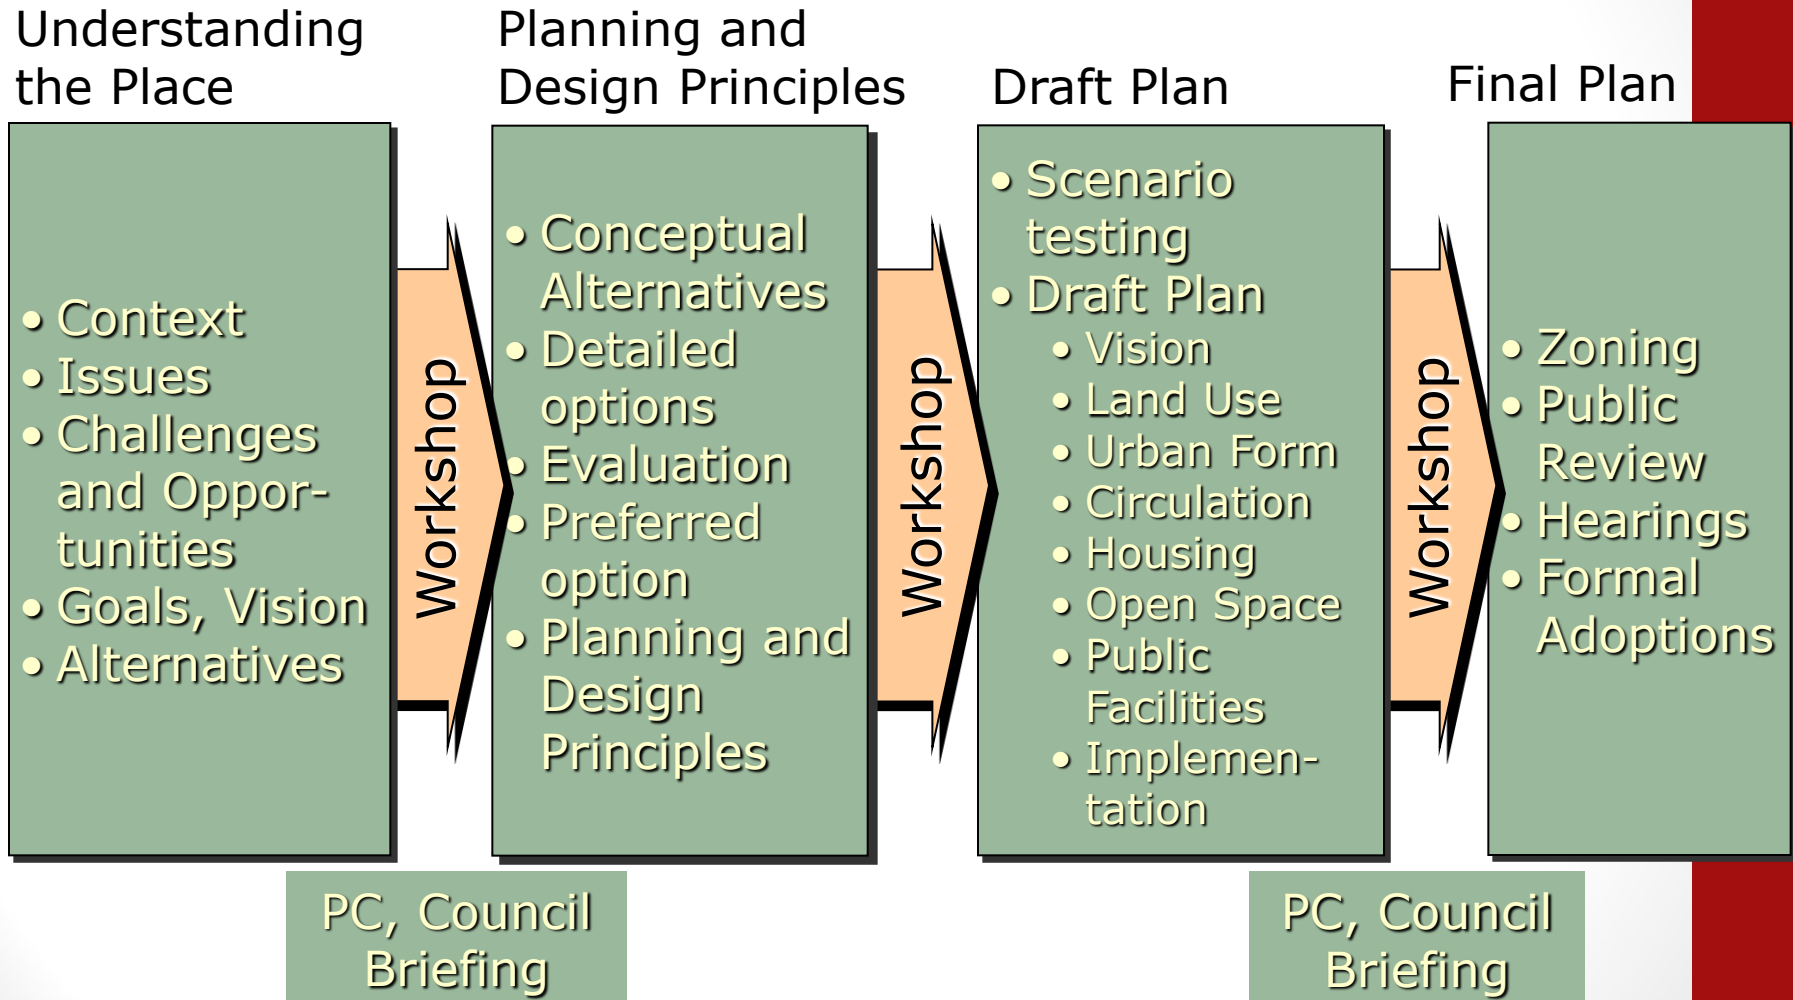 Understanding
the Place
• Context
• Issues
• Challenges
and Oppor-
tunities
• Goals, Vision
• Alternatives
Workshop
Planning and
Design Principles
• Conceptual
Alternatives
• Detailed
options
• Evaluation
• Preferred
option
• Planning and
Design
Principles
Workshop
Draft Plan
• Scenario
testing
• Draft Plan
• Vision
• Land Use
• Urban Form
• Circulation
• Housing
• Open Space
• Public
Facilities
• Implemen-
tation
Workshop
Final Plan
• Zoning
• Public
Review
• Hearings
• Formal
Adoptions
PC, Council
Briefing
PC, Council
Briefing